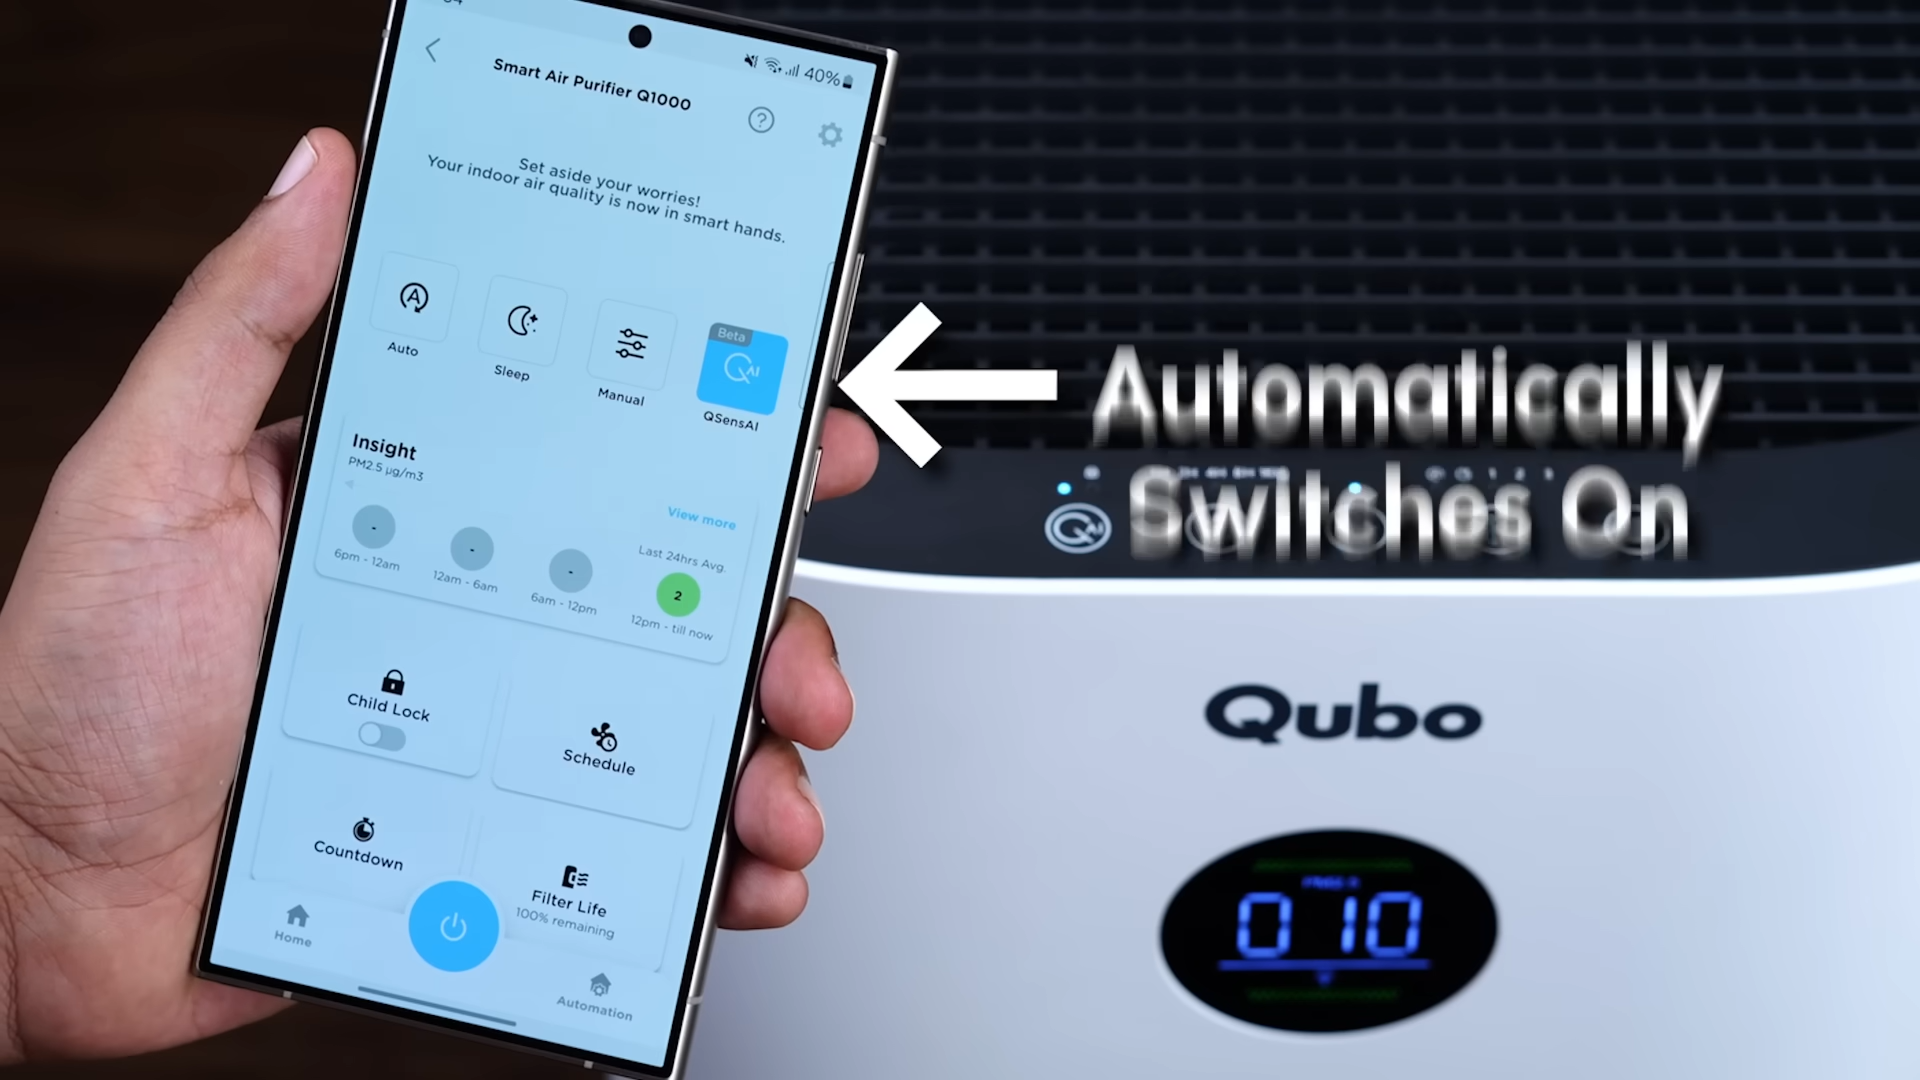 40%
Smart Air Purifier Q1000
Set aside your worries!
Your indoor air quality is now in smart hands.
Beta
QAI
Auto
Sleep
Manual
QSensAI
Automatically
Switches On
Insight
PM2.5 µg/m3
View more
Last 24hrs Avg.
-
-
-
2
6pm - 12am
12am - 6am
6am - 12pm
12pm - till now
QAI
Child Lock
Schedule
Qubo
Countdown
Filter Life
100% remaining
010
Home
Automation